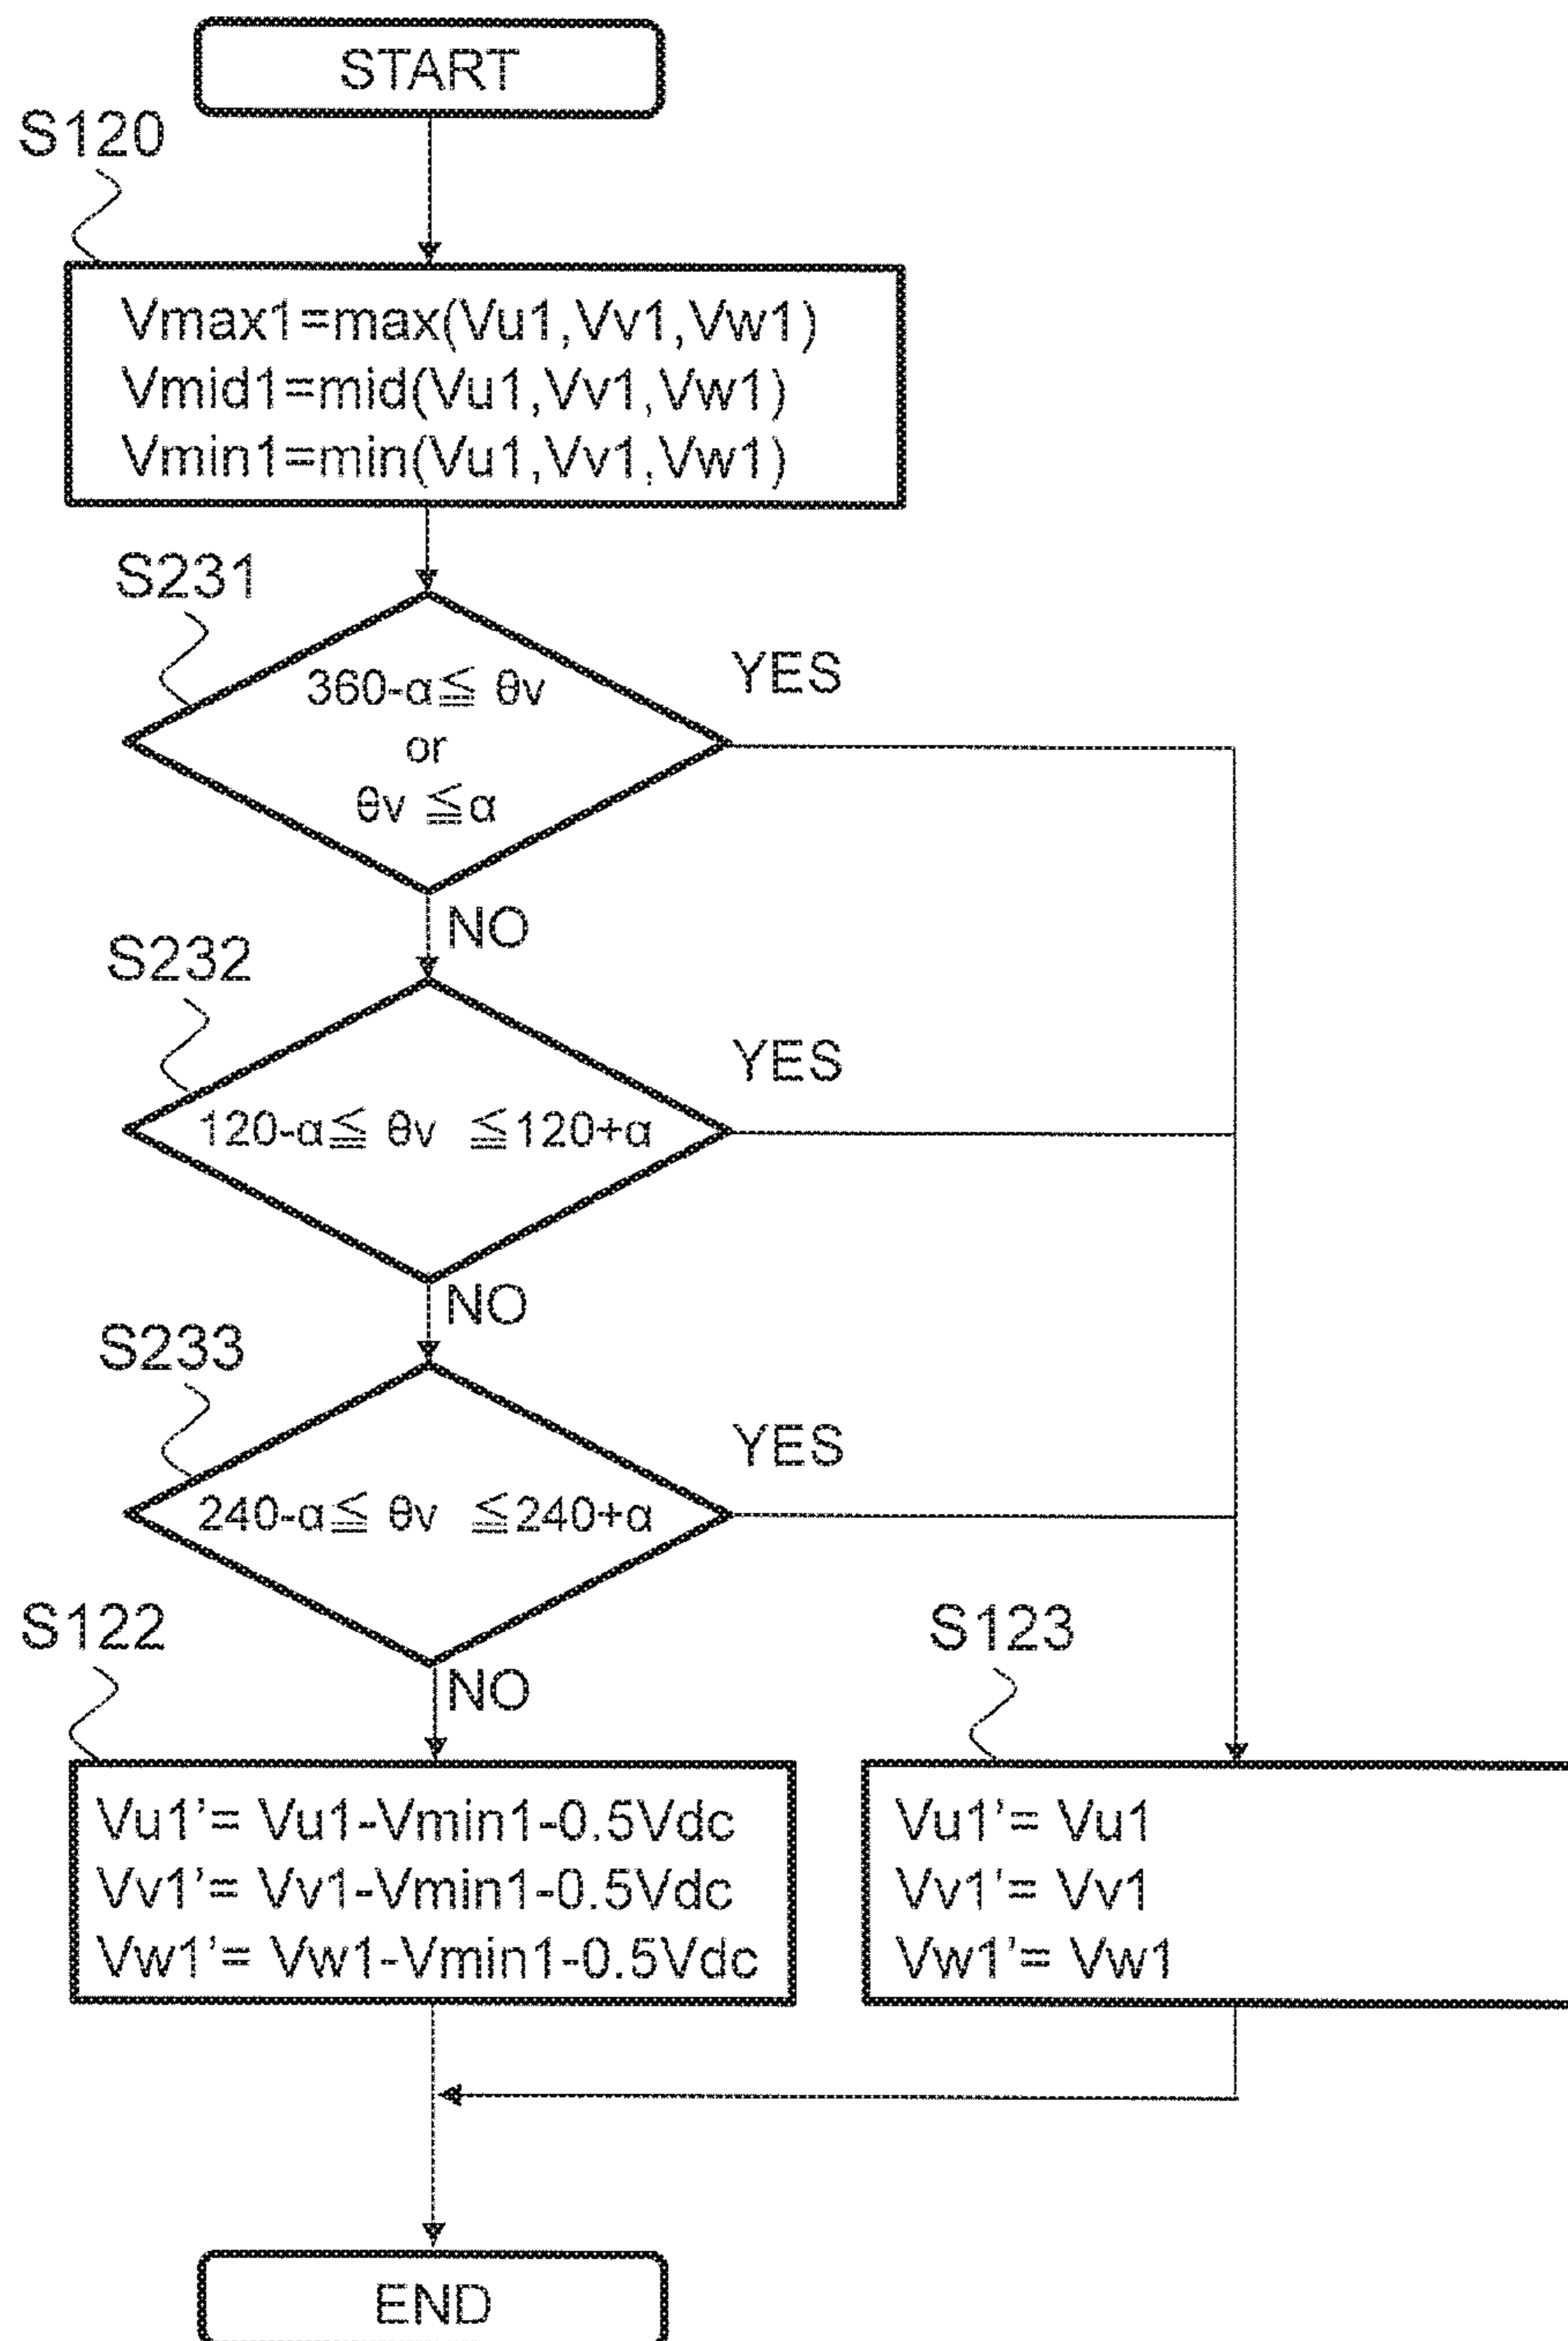 START
S120
Vmax1=max(Vu1,Vv1,Vw1)
Vmid1=mid(Vu1,Vv1,Vw1)
Vmin1=min(Vu1,Vv1,Vw1)
S231
360-α≦ θv
or
θv ≦α
YES
NO
S232
120-α≦ θv ≦120+α
YES
NO
S233
240-α≦ θv ≦240+α
YES
NO
S122
Vu1’= Vu1-Vmin1-0.5Vdc
Vv1’= Vv1-Vmin1-0.5Vdc
Vw1’= Vw1-Vmin1-0.5Vdc
S123
Vu1’= Vu1
Vv1’= Vv1
Vw1’= Vw1
END